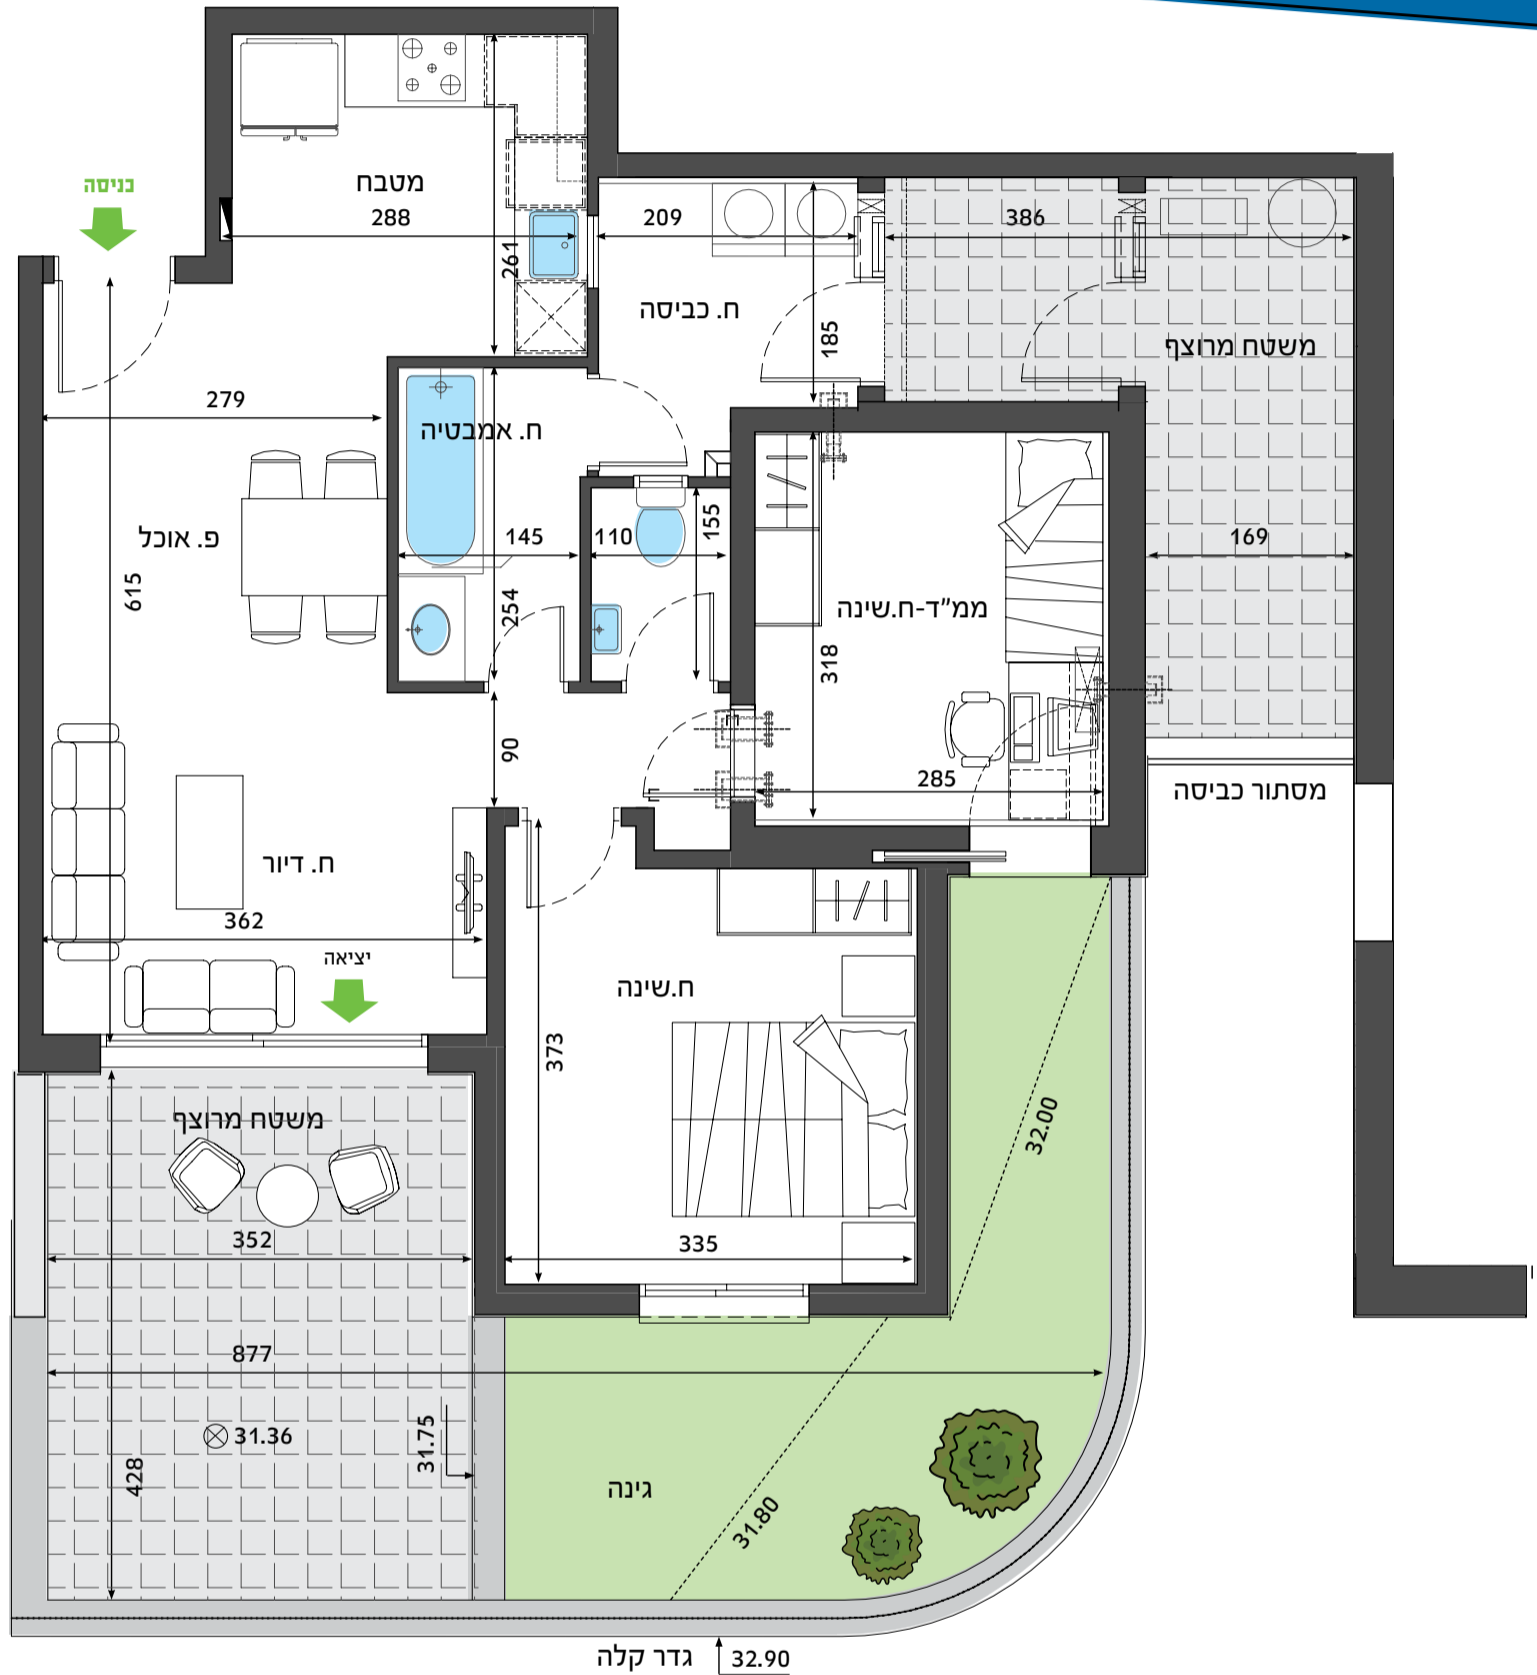 כניסה
מטבח
288
261
209
386
ח. כביסה
185
משטח מרוצף
279
ח. אמבטיה
פ. אוכל
615
145
110
155
254
169
ממ"ד-ח.שינה
318
90
285
מסתור כביסה
ח. דיור
362
יציאה
ח.שינה
373
32.00
משטח מרוצף
352
335
877
31.36
31.75
428
גינה
31.80
גדר קלה
32.90